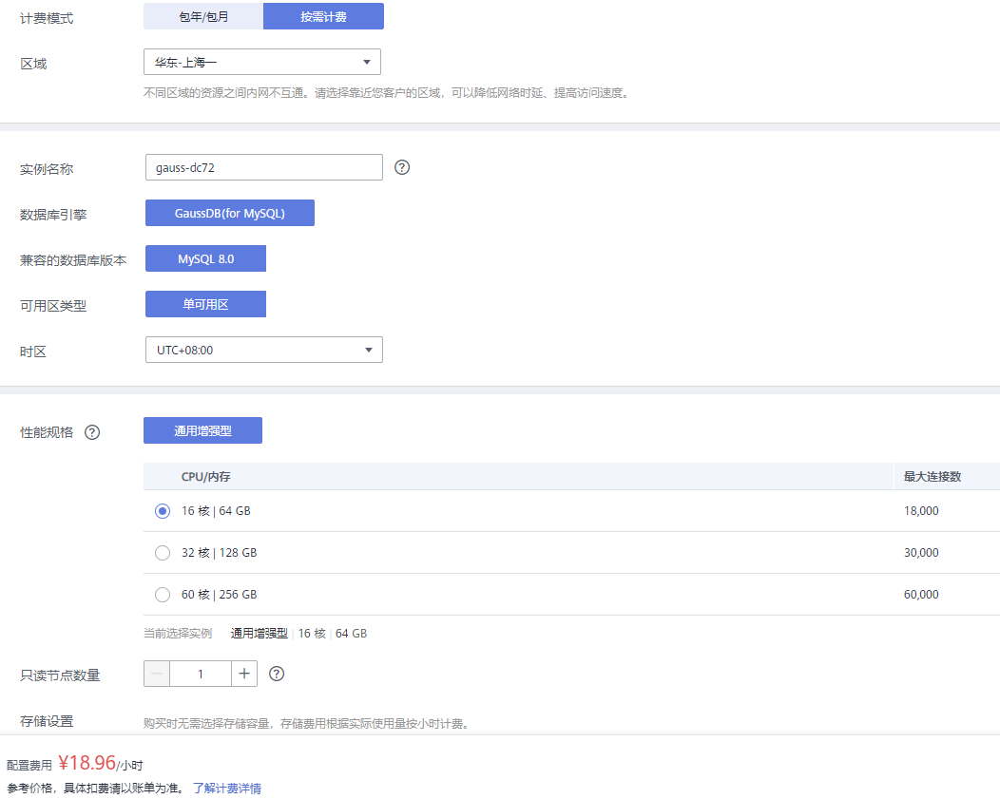 计费模式 包年/包月 按需计费
区域 华东-上海一
不同区域的资源之间内网不互通。请选择靠近您客户的区域，可以降低网络时延、提高访问速度。
实例名称 gauss-dc72 ?
数据库引擎 GaussDB(for MySQL)
兼容的数据库版本 MySQL 8.0
可用区类型 单可用区
时区 UTC+08:00
性能规格 ? 通用增强型
CPU/内存 最大连接数
16 核 | 64 GB 18,000
32 核 | 128 GB 30,000
60 核 | 256 GB 60,000
当前选择实例 通用增强型 | 16 核 | 64 GB
只读节点数量 — 1 + ?
存储设置 购买时无需选择存储容量，存储费用根据实际使用量按小时计费。
配置费用 ¥18.96/小时
参考价格，具体扣费请以账单为准。 了解计费详情